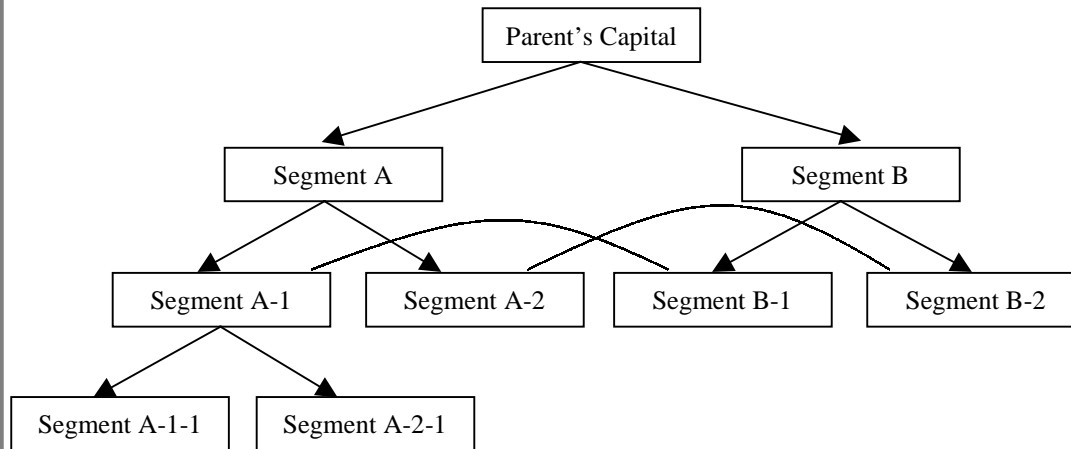 Parent’s Capital
Segment A
Segment B
Segment A-1
Segment A-2
Segment B-1
Segment B-2
Segment A-1-1
Segment A-2-1